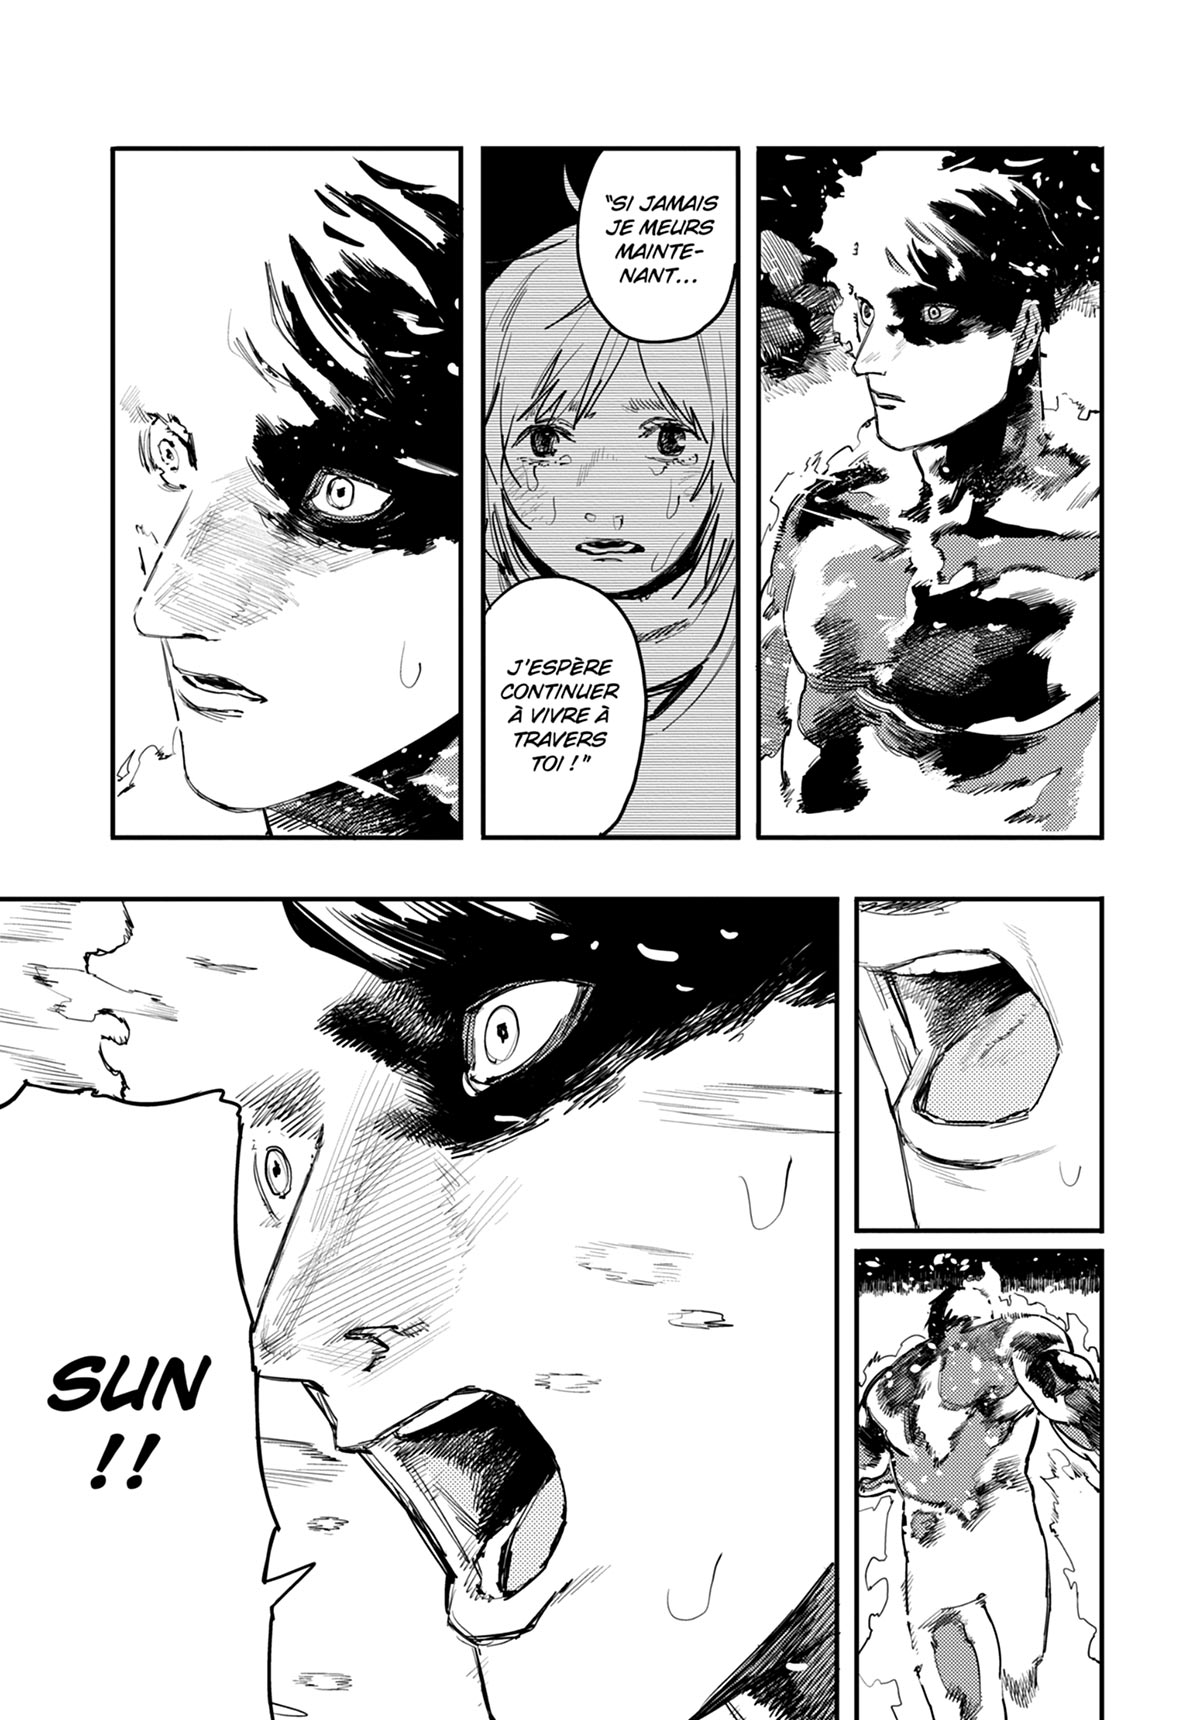 “SI JAMAIS
JE MEURS
MAINTE-
NANT...
J'ESPÈRE
CONTINUER
À VIVRE À
TRAVERS
TOI !”
SUN
!!